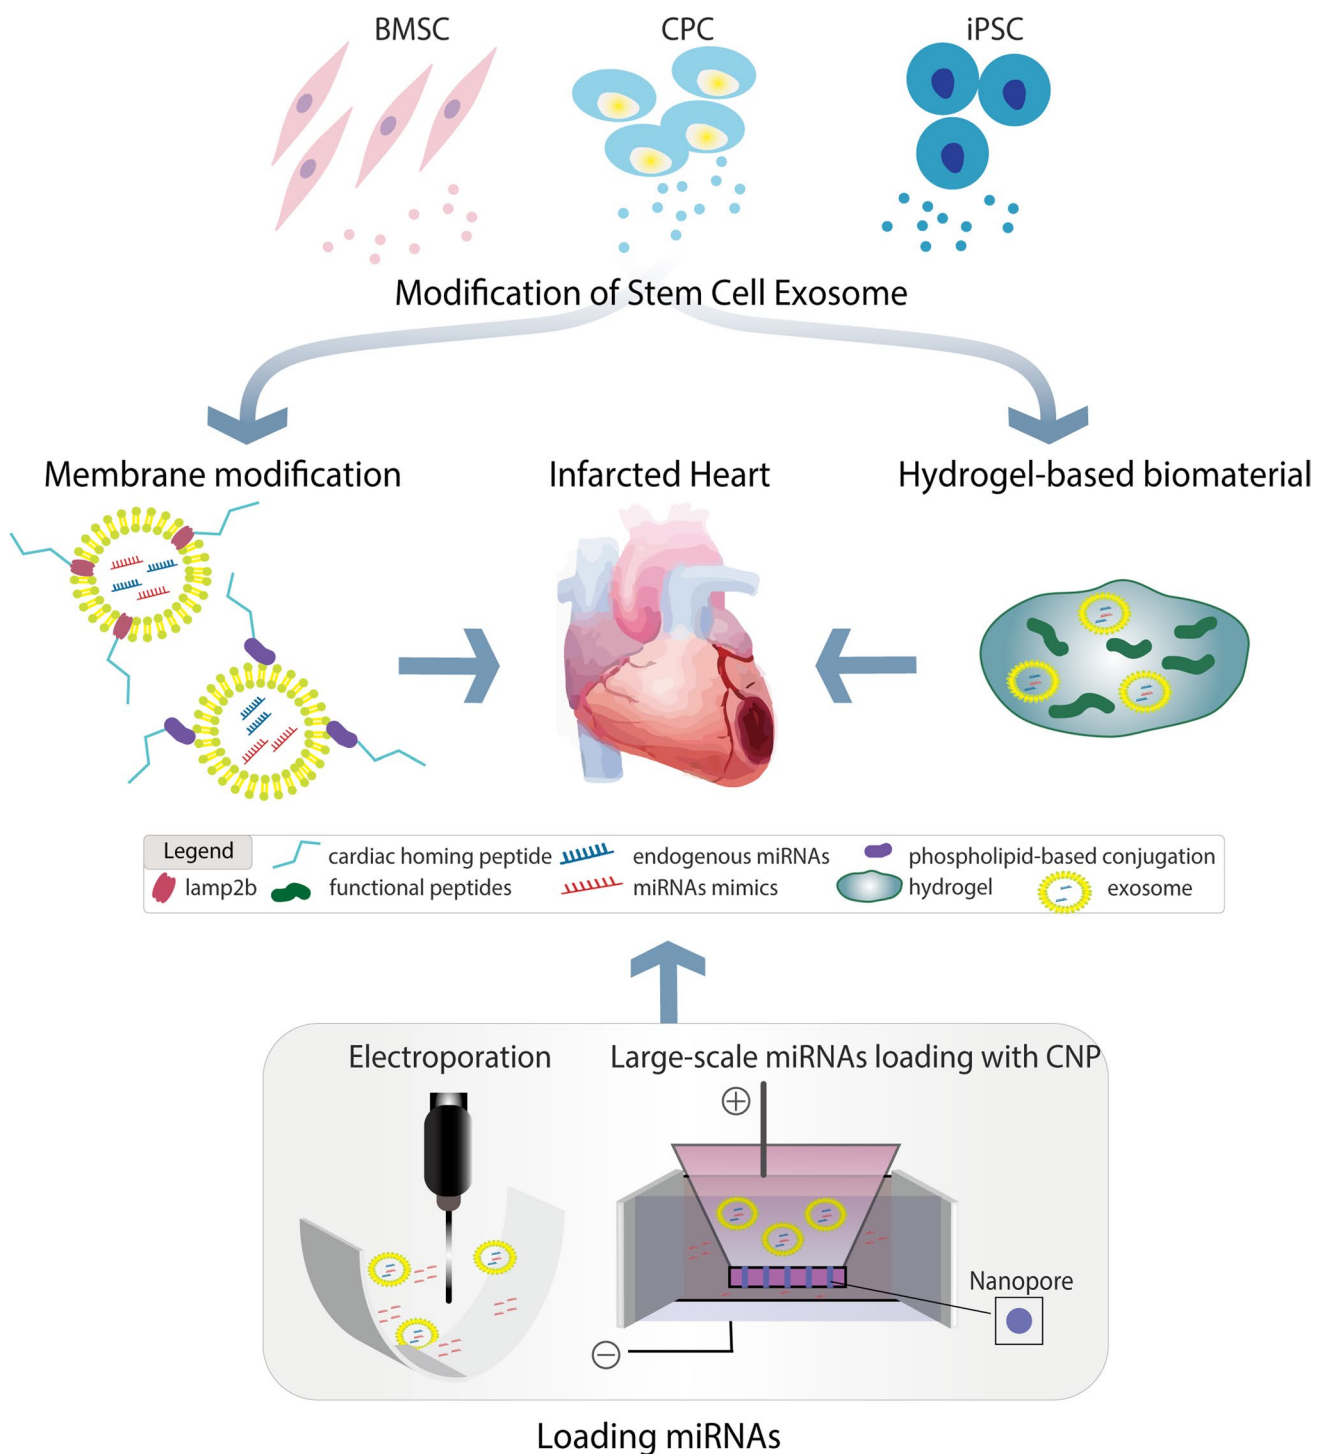 BMSC
CPC
iPSC
Modification of Stem Cell Exosome
Membrane modification
Infarcted Heart
Hydrogel-based biomaterial
Legend
cardiac homing peptide
endogenous miRNAs
phospholipid-based conjugation
lamp2b
functional peptides
miRNAs mimics
hydrogel
exosome
Electroporation
Large-scale miRNAs loading with CNP
+
Nanopore
−
Loading miRNAs